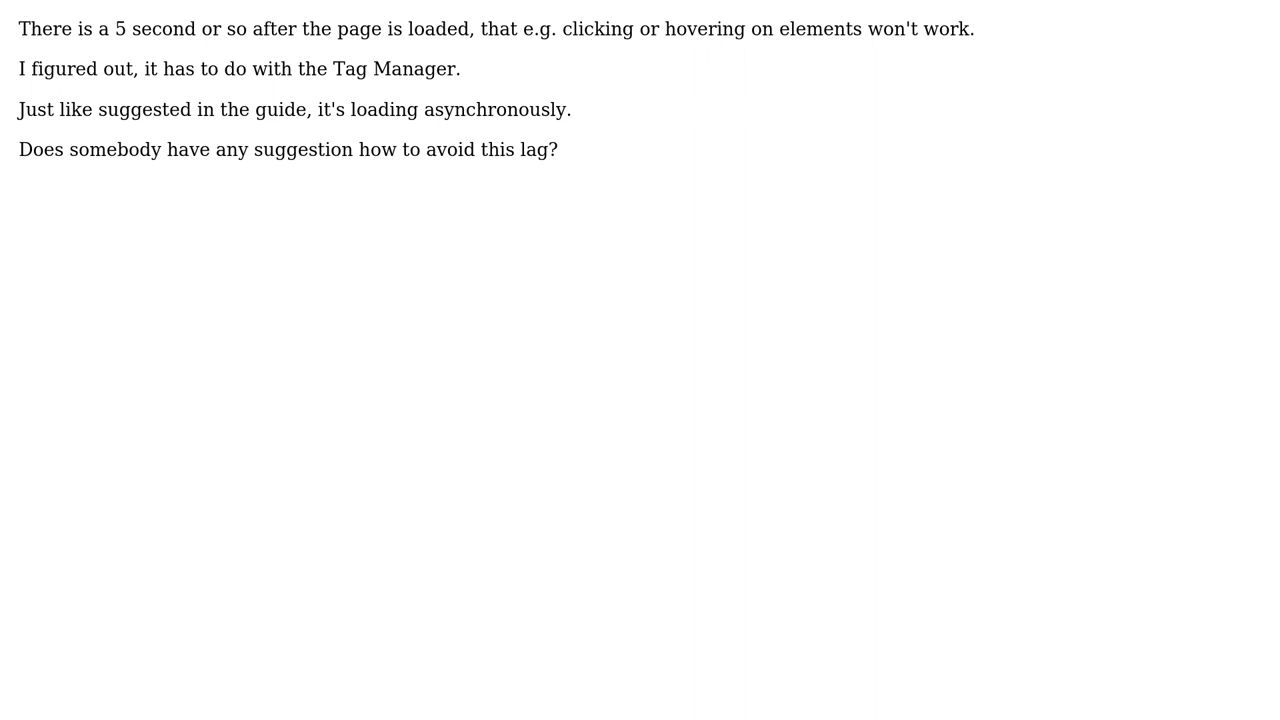 There is a 5 second or so after the page is loaded, that e.g. clicking or hovering on elements won't work.
I figured out, it has to do with the Tag Manager.
Just like suggested in the guide, it's loading asynchronously.
Does somebody have any suggestion how to avoid this lag?